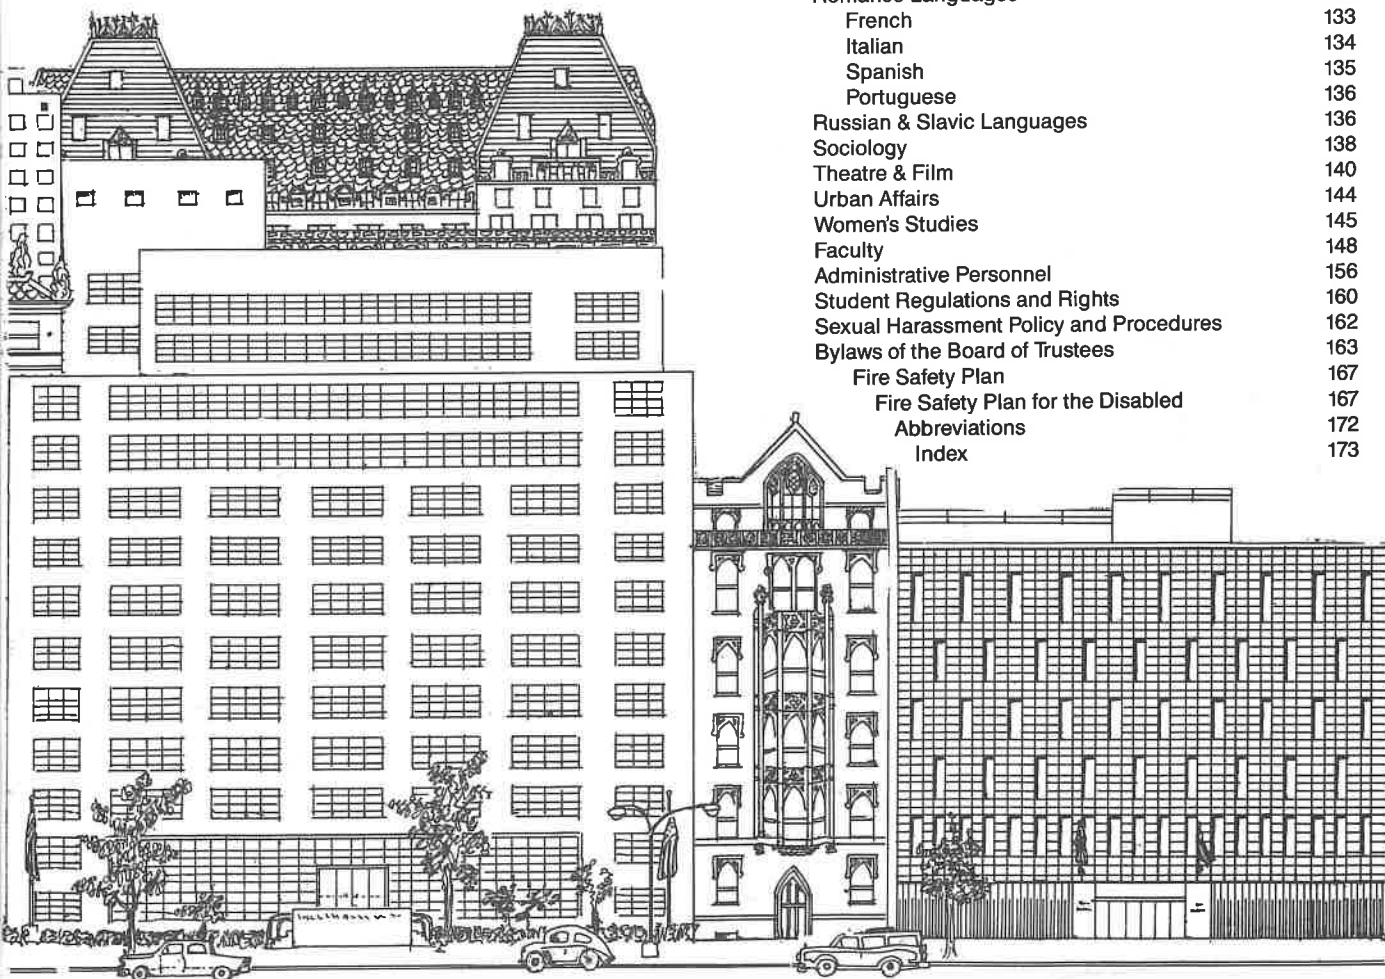 Romance Languages
French 133
Italian 134
Spanish 135
Portuguese 136
Russian & Slavic Languages 136
Sociology 138
Theatre & Film 140
Urban Affairs 144
Women's Studies 145
Faculty 148
Administrative Personnel 156
Student Regulations and Rights 160
Sexual Harassment Policy and Procedures 162
Bylaws of the Board of Trustees 163
Fire Safety Plan 167
Fire Safety Plan for the Disabled 167
Abbreviations 172
Index 173